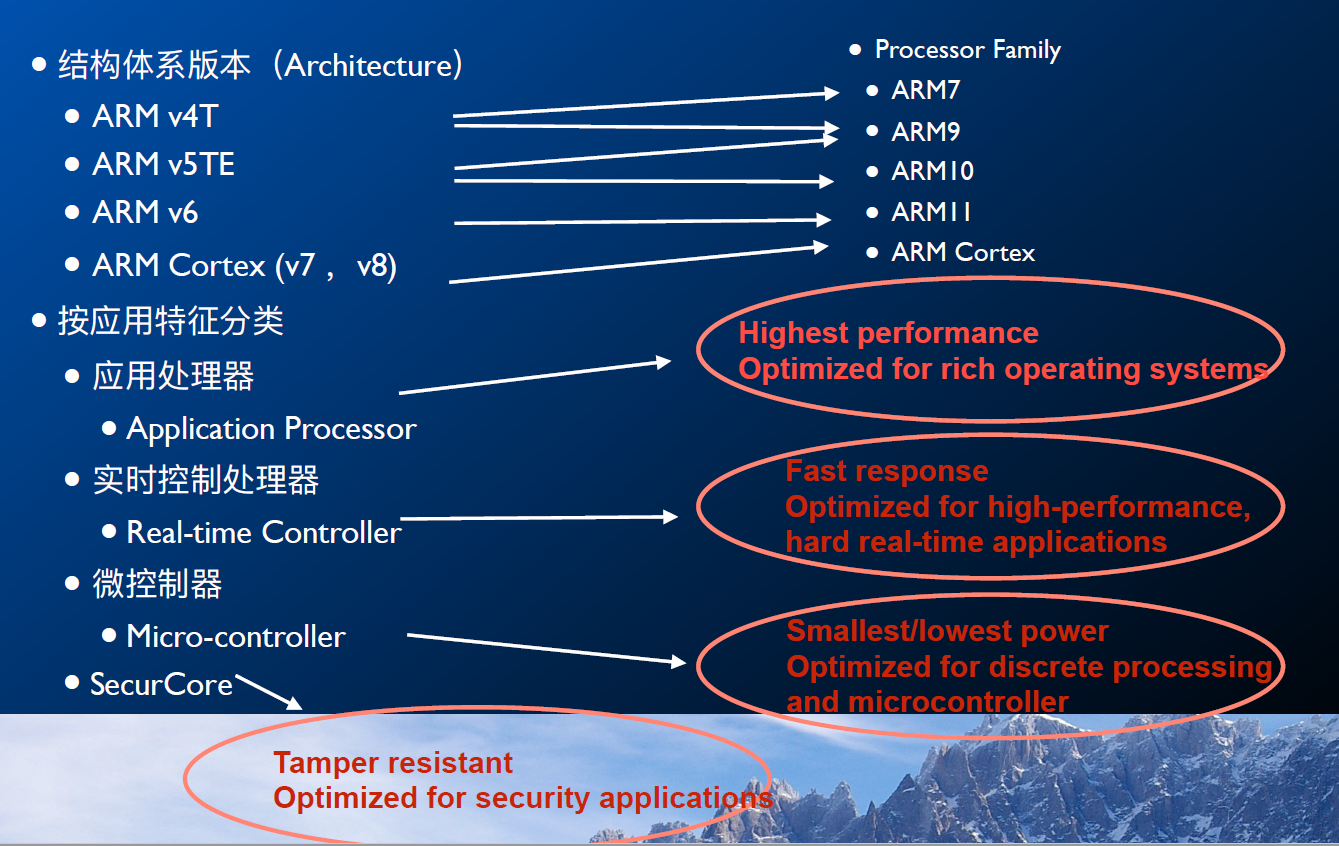 结构体系版本（Architecture）
ARM v4T
ARM v5TE
ARM v6
ARM Cortex (v7 ，v8)
Processor Family
ARM7
ARM9
ARM10
ARM11
ARM Cortex
按应用特征分类
应用处理器
Application Processor
Highest performance
Optimized for rich operating systems
实时控制处理器
Real-time Controller
Fast response
Optimized for high-performance,
hard real-time applications
微控制器
Micro-controller
Smallest/lowest power
Optimized for discrete processing
and microcontroller
SecurCore
Tamper resistant
Optimized for security applications